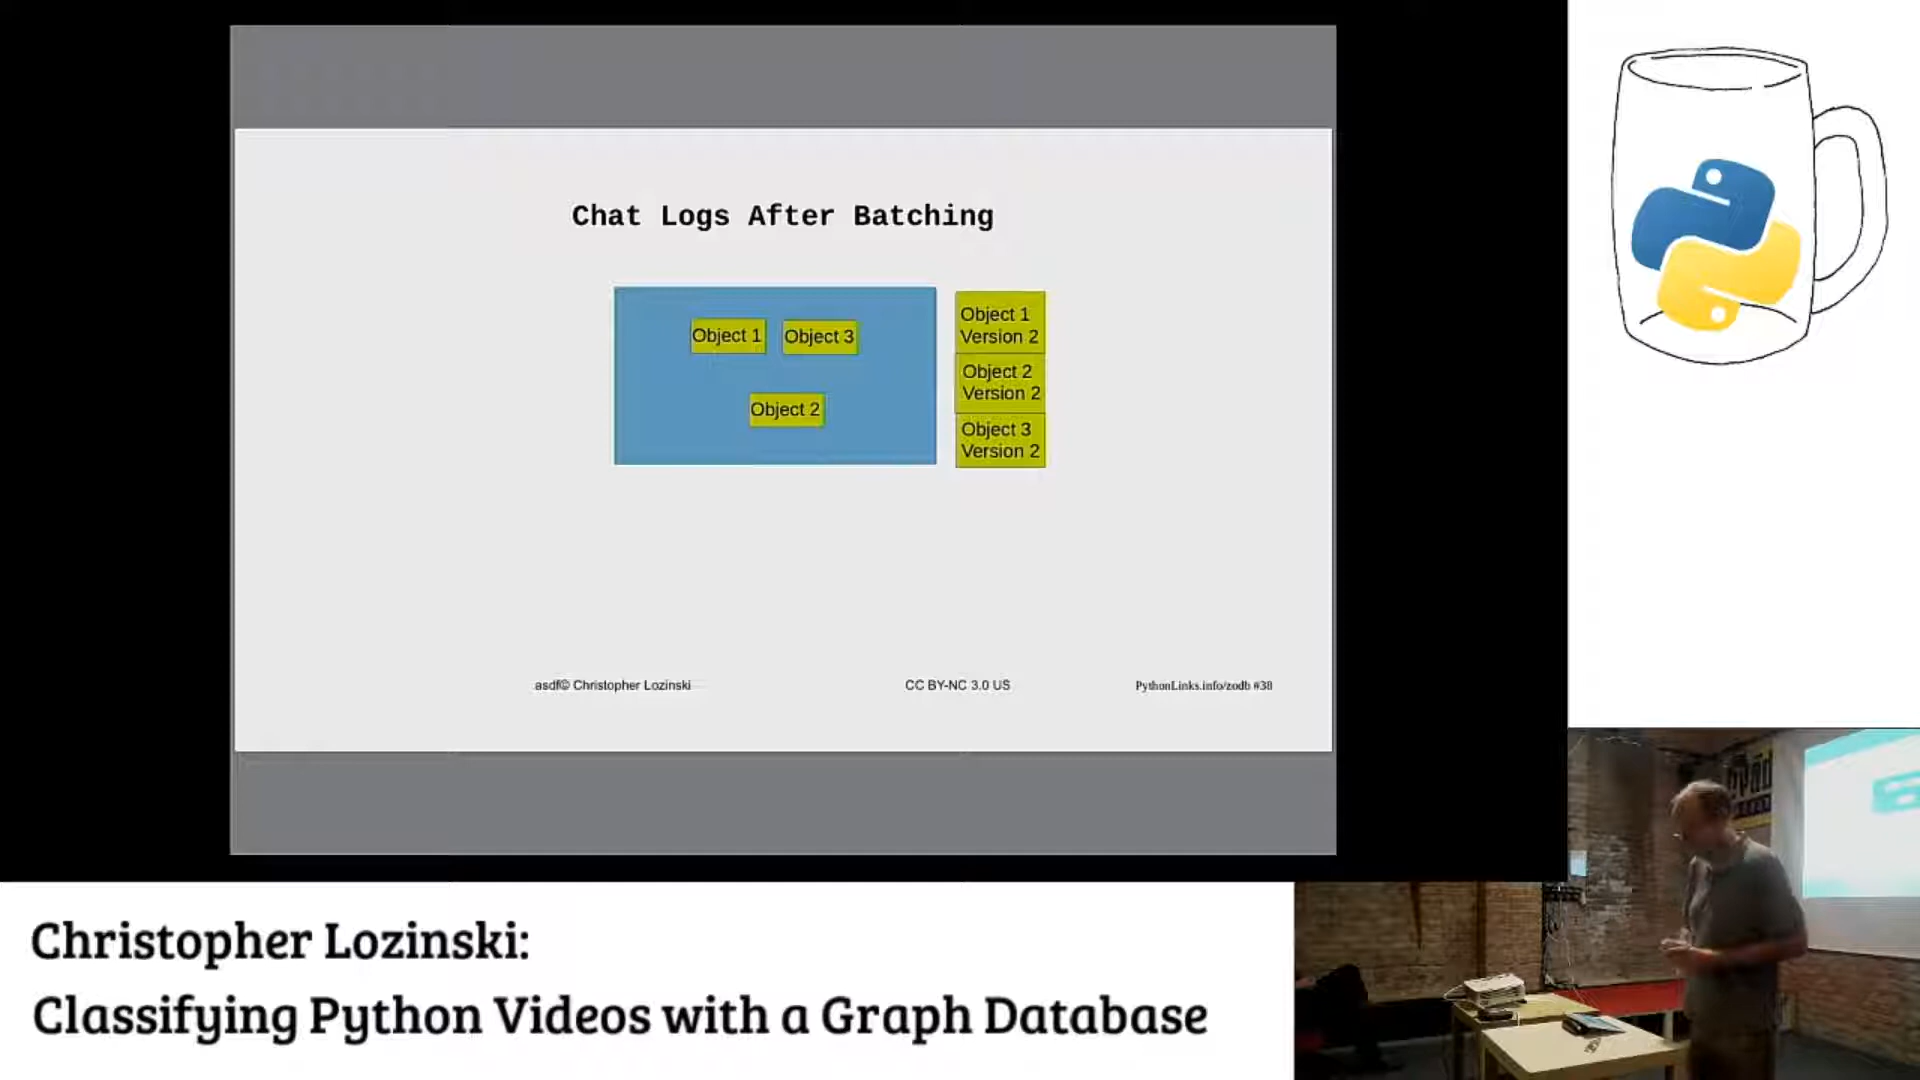 Chat Logs After Batching
Object 1
Object 3
Object 2
Object 1
Version 2
Object 2
Version 2
Object 3
Version 2
asdf© Christopher Lozinski
CC BY-NC 3.0 US
PythonLinks.info/zodb #38
Christopher Lozinski:
Classifying Python Videos with a Graph Database